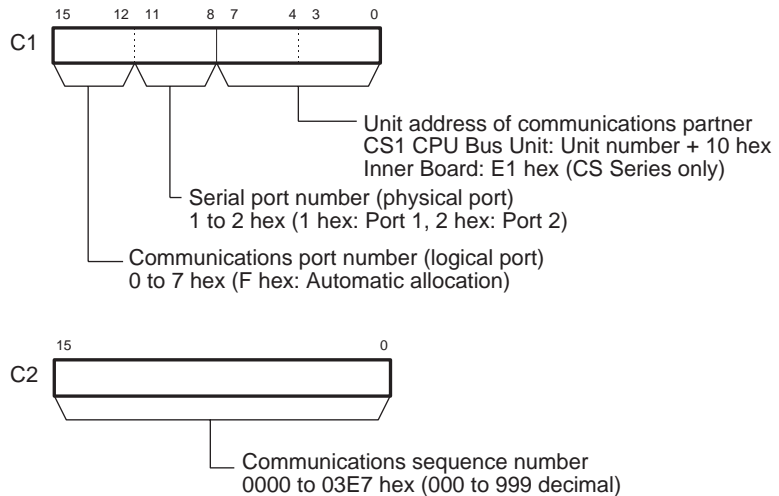 15 12 11 8 7 4 3 0
C1
Unit address of communications partner
CS1 CPU Bus Unit: Unit number + 10 hex
Inner Board: E1 hex (CS Series only)
Serial port number (physical port)
1 to 2 hex (1 hex: Port 1, 2 hex: Port 2)
Communications port number (logical port)
0 to 7 hex (F hex: Automatic allocation)
15 0
C2
Communications sequence number
0000 to 03E7 hex (000 to 999 decimal)